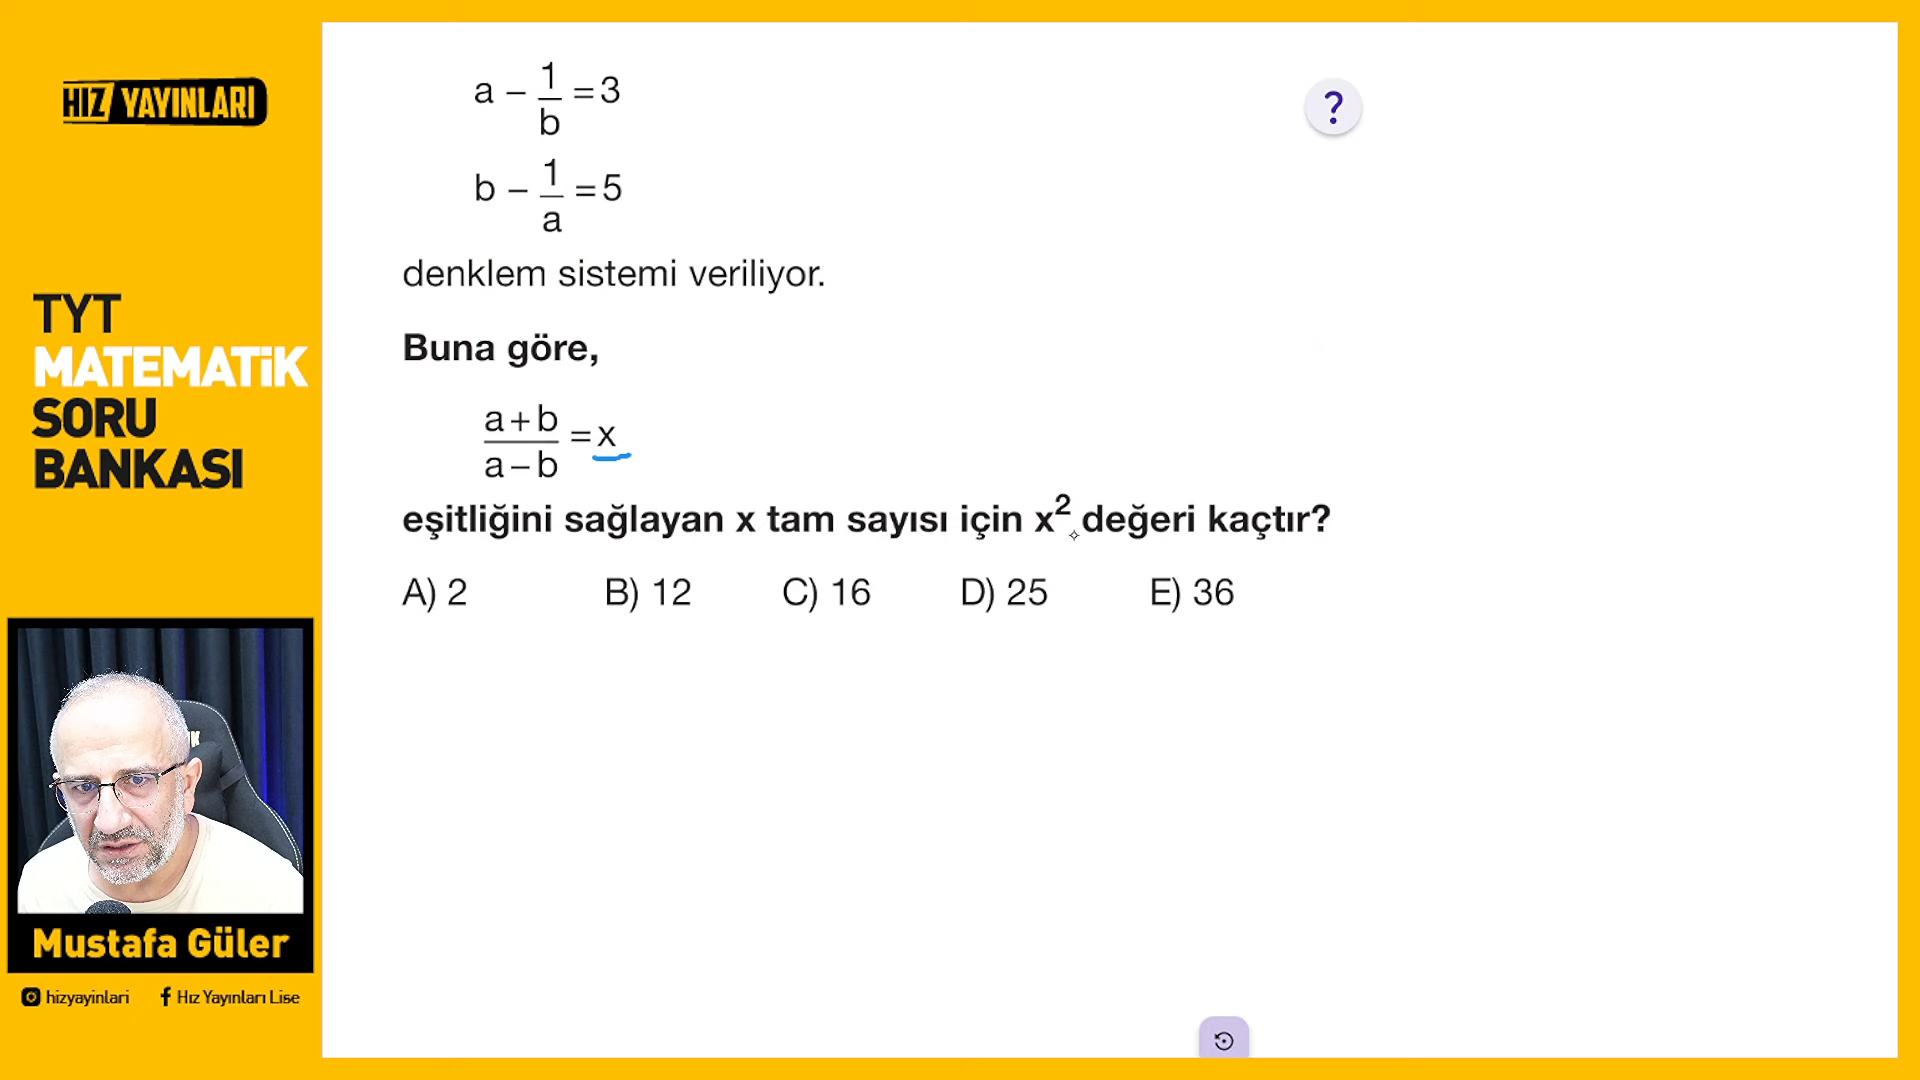 HIZ YAYINLARI
TYT
MATEMATİK
SORU
BANKASI
Mustafa Güler
hizyayinlari
Hız Yayınları Lise
a − 1/b = 3
b − 1/a = 5
denklem sistemi veriliyor.
Buna göre,
(a + b)/(a − b) = x
eşitliğini sağlayan x tam sayısı için x² değeri kaçtır?
A) 2 B) 12 C) 16 D) 25 E) 36
?